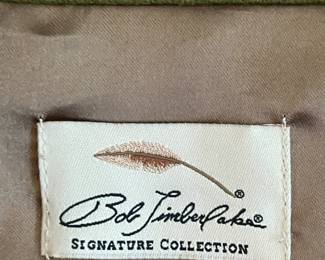 ®
Bob Timberlake®
SIGNATURE COLLECTION